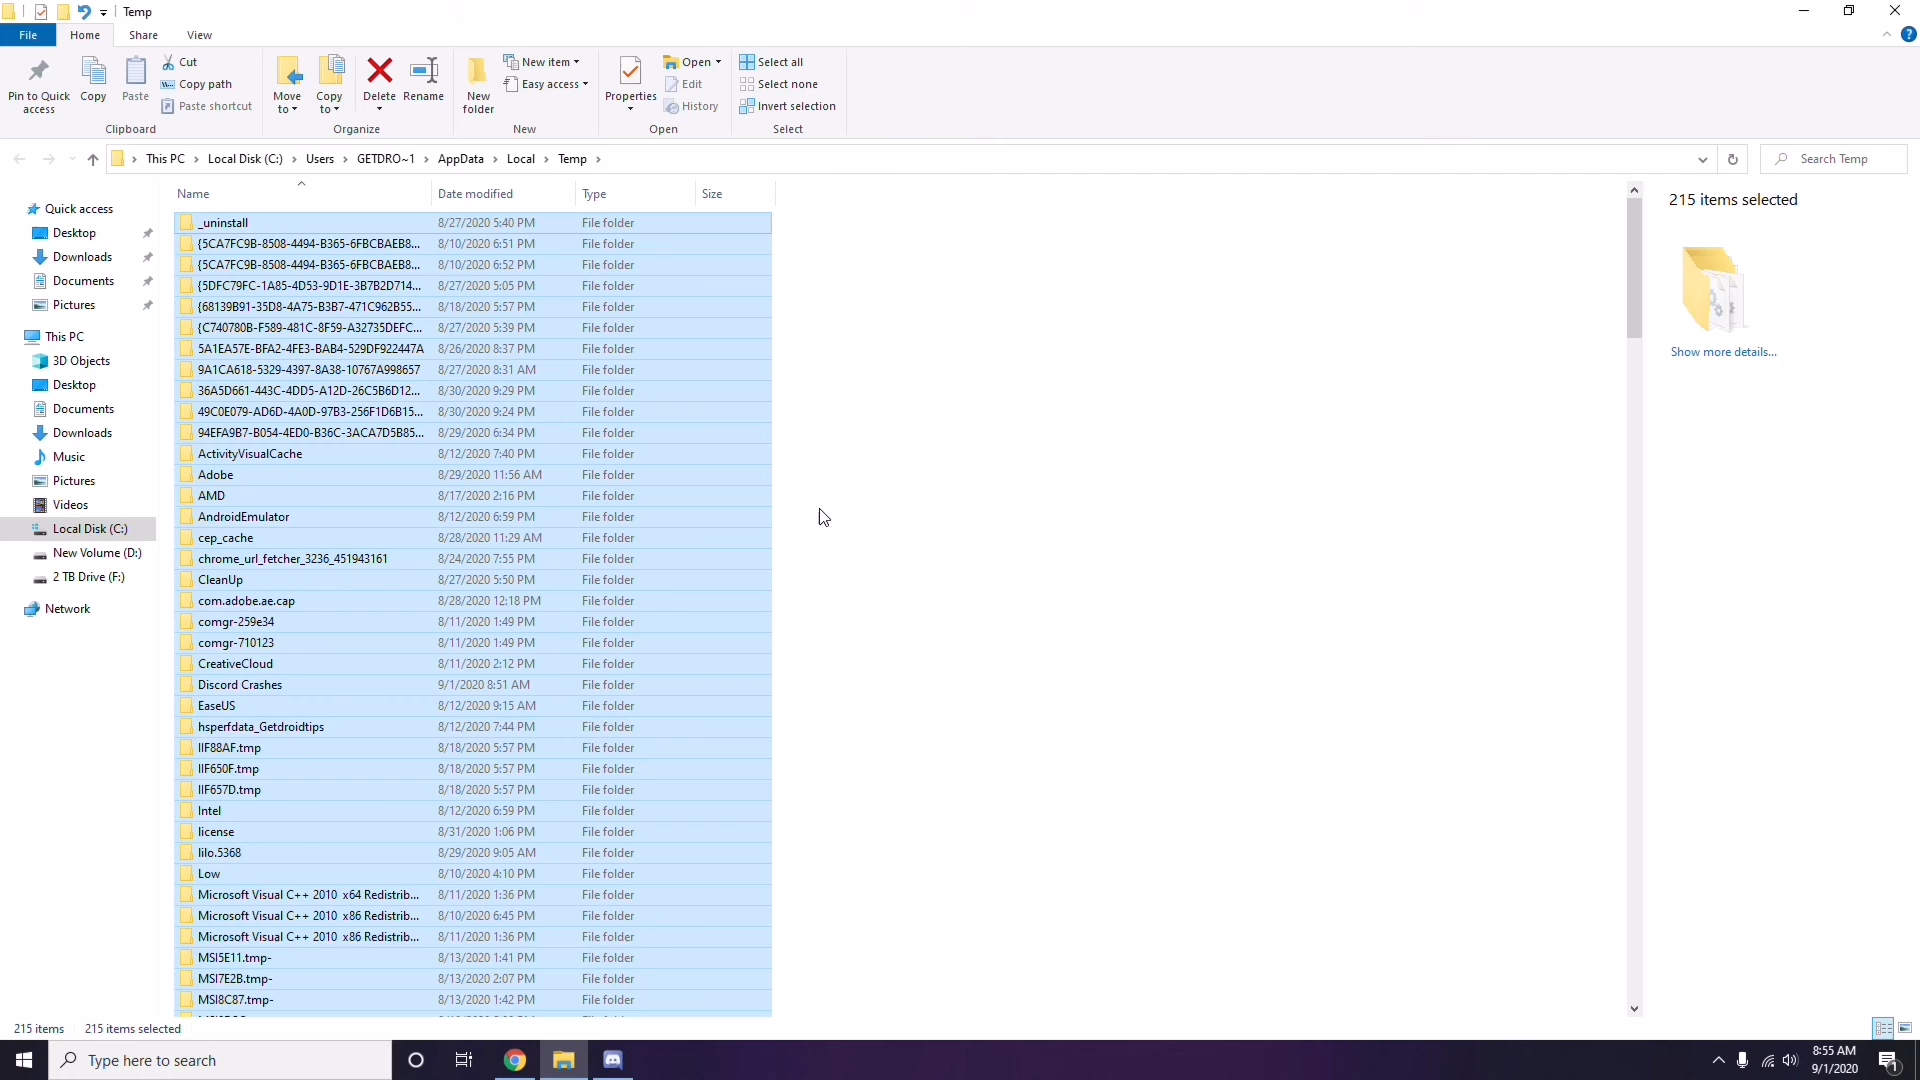 Temp
File Home Share View
Pin to Quick access
Copy
Paste
Cut
Copy path
Paste shortcut
Clipboard
Move to
Copy to
Delete
Rename
Organize
New folder
New item
Easy access
New
Properties
Open
Edit
History
Open
Select all
Select none
Invert selection
Select
This PC > Local Disk (C:) > Users > GETDRO~1 > AppData > Local > Temp >
Search Temp
Quick access
Desktop
Downloads
Documents
Pictures
This PC
3D Objects
Desktop
Documents
Downloads
Music
Pictures
Videos
Local Disk (C:)
New Volume (D:)
2 TB Drive (F:)
Network
Name Date modified Type Size
_uninstall 8/27/2020 5:40 PM File folder
{5CA7FC9B-8508-4494-B365-6FBCBAEB8... 8/10/2020 6:51 PM File folder
{5CA7FC9B-8508-4494-B365-6FBCBAEB8... 8/10/2020 6:52 PM File folder
{5DFC79FC-1A85-4D53-9D1E-3B7B2D714... 8/27/2020 5:05 PM File folder
{68139B91-35D8-4A75-B3B7-471C962B55... 8/18/2020 5:57 PM File folder
{C740780B-F589-481C-8F59-A32735DEFC... 8/27/2020 5:39 PM File folder
5A1EA57E-BFA2-4FE3-BAB4-529DF922447A 8/26/2020 8:37 PM File folder
9A1CA618-5329-4397-8A38-10767A998657 8/27/2020 8:31 AM File folder
36A5D661-443C-4DD5-A12D-26C5B6D12... 8/30/2020 9:29 PM File folder
49C0E079-AD6D-4A0D-97B3-256F1D6B15... 8/30/2020 9:24 PM File folder
94EFA9B7-B054-4ED0-B36C-3ACA7D5B85... 8/29/2020 6:34 PM File folder
ActivityVisualCache 8/12/2020 7:40 PM File folder
Adobe 8/29/2020 11:56 AM File folder
AMD 8/17/2020 2:16 PM File folder
AndroidEmulator 8/12/2020 6:59 PM File folder
cep_cache 8/28/2020 11:29 AM File folder
chrome_url_fetcher_3236_451943161 8/24/2020 7:55 PM File folder
CleanUp 8/27/2020 5:50 PM File folder
com.adobe.ae.cap 8/28/2020 12:18 PM File folder
comgr-259e34 8/11/2020 1:49 PM File folder
comgr-710123 8/11/2020 1:49 PM File folder
CreativeCloud 8/11/2020 2:12 PM File folder
Discord Crashes 9/1/2020 8:51 AM File folder
EaseUS 8/12/2020 9:15 AM File folder
hsperfdata_Getdroidtips 8/12/2020 7:44 PM File folder
IIF88AF.tmp 8/18/2020 5:57 PM File folder
IIF650F.tmp 8/18/2020 5:57 PM File folder
IIF657D.tmp 8/18/2020 5:57 PM File folder
Intel 8/12/2020 6:59 PM File folder
license 8/31/2020 1:06 PM File folder
lilo.5368 8/29/2020 9:05 AM File folder
Low 8/10/2020 4:10 PM File folder
Microsoft Visual C++ 2010 x64 Redistrib... 8/11/2020 1:36 PM File folder
Microsoft Visual C++ 2010 x86 Redistrib... 8/10/2020 6:45 PM File folder
Microsoft Visual C++ 2010 x86 Redistrib... 8/11/2020 1:36 PM File folder
MSI5E11.tmp- 8/13/2020 1:41 PM File folder
MSI7E2B.tmp- 8/13/2020 2:07 PM File folder
MSI8C87.tmp- 8/13/2020 1:42 PM File folder
215 items selected
Show more details...
215 items 215 items selected
Type here to search
8:55 AM
9/1/2020
1